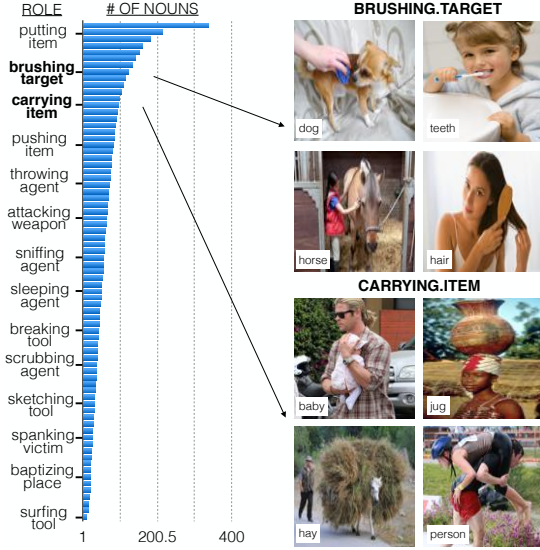 ROLE
# OF NOUNS
putting
item
brushing
target
carrying
item
pushing
item
throwing
agent
attacking
weapon
sniffing
agent
sleeping
agent
breaking
tool
scrubbing
agent
sketching
tool
spanking
victim
baptizing
place
surfing
tool
1
200.5
400
BRUSHING.TARGET
dog
teeth
horse
hair
CARRYING.ITEM
baby
jug
hay
person